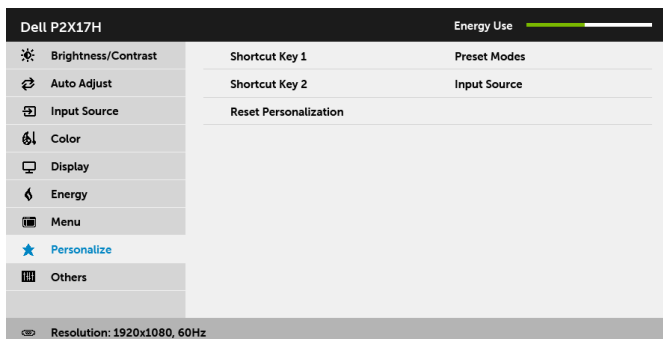 Dell P2X17H
Energy Use
Brightness/Contrast
Auto Adjust
Input Source
Color
Display
Energy
Menu
Personalize
Others
Shortcut Key 1 Preset Modes
Shortcut Key 2 Input Source
Reset Personalization
Resolution: 1920x1080, 60Hz